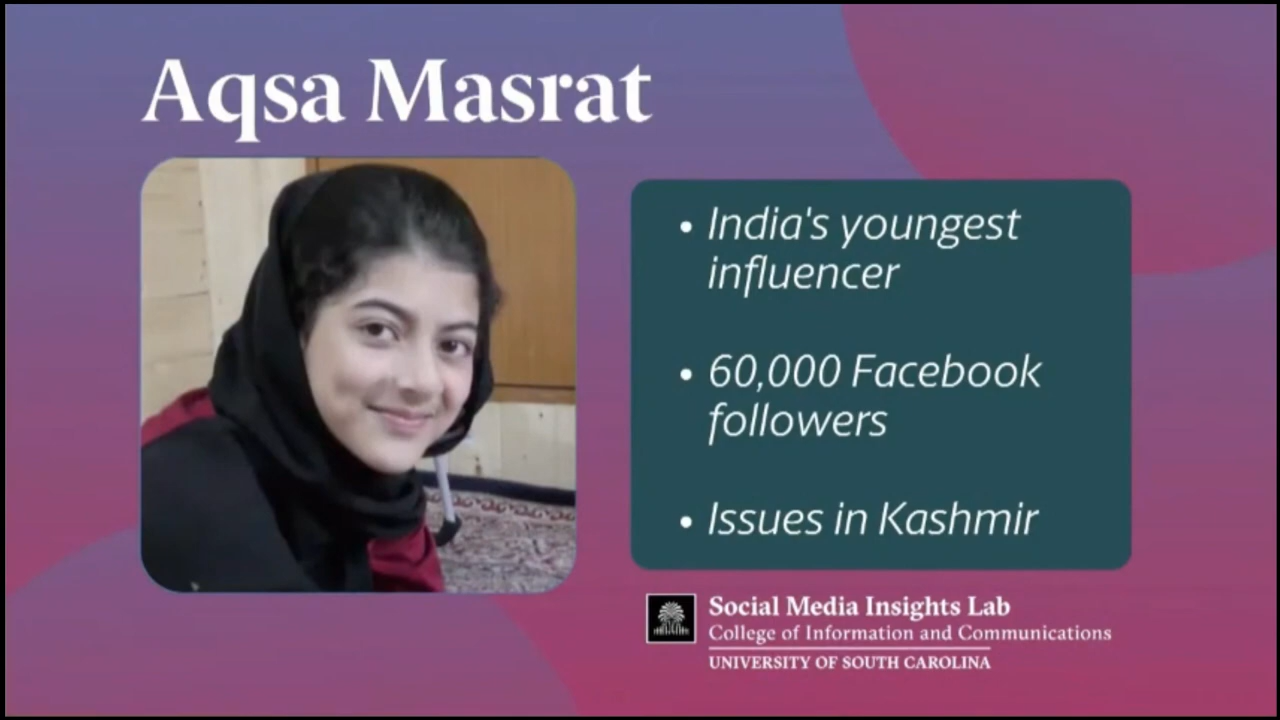 Aqsa Masrat
• India's youngest
influencer
• 60,000 Facebook
followers
• Issues in Kashmir
Social Media Insights Lab
College of Information and Communications
UNIVERSITY OF SOUTH CAROLINA